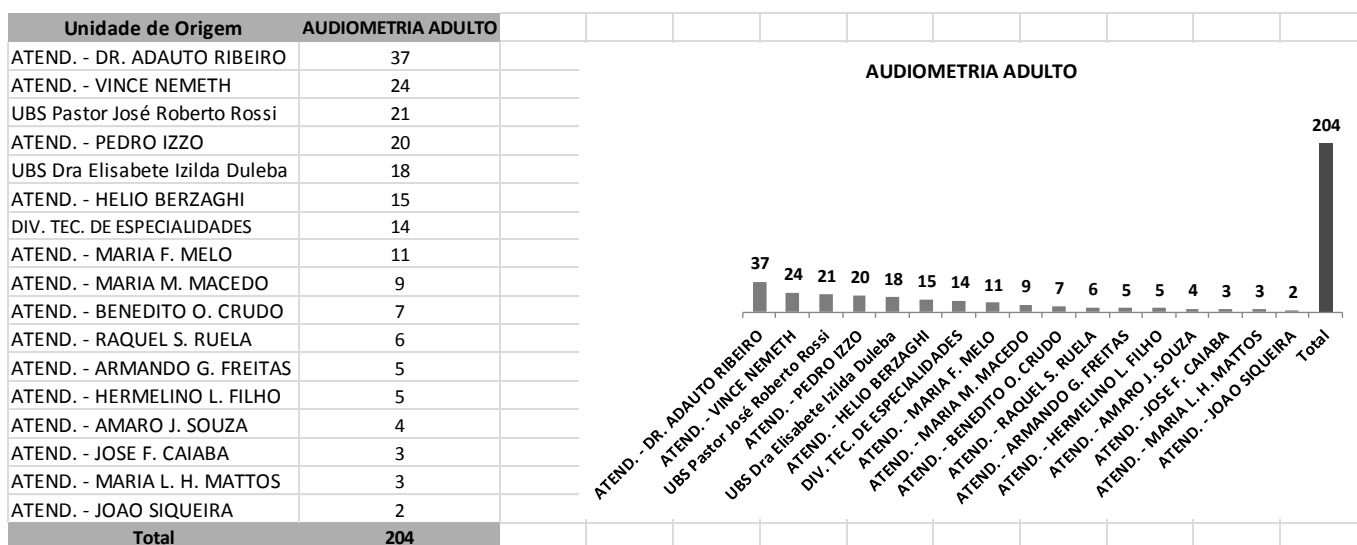 Unidade de Origem AUDIOMETRIA ADULTO
ATEND. - DR. ADAUTO RIBEIRO 37
ATEND. - VINCE NEMETH 24
UBS Pastor José Roberto Rossi 21
ATEND. - PEDRO IZZO 20
UBS Dra Elisabete Izilda Duleba 18
ATEND. - HELIO BERZAGHI 15
DIV. TEC. DE ESPECIALIDADES 14
ATEND. - MARIA F. MELO 11
ATEND. - MARIA M. MACEDO 9
ATEND. - BENEDITO O. CRUDO 7
ATEND. - RAQUEL S. RUELA 6
ATEND. - ARMANDO G. FREITAS 5
ATEND. - HERMELINO L. FILHO 5
ATEND. - AMARO J. SOUZA 4
ATEND. - JOSE F. CAIABA 3
ATEND. - MARIA L. H. MATTOS 3
ATEND. - JOAO SIQUEIRA 2
Total 204
AUDIOMETRIA ADULTO
37 24 21 20 18 15 14 11 9 7 6 5 5 4 3 3 2 204
ATEND. - DR. ADAUTO RIBEIRO
ATEND. - VINCE NEMETH
UBS Pastor José Roberto Rossi
ATEND. - PEDRO IZZO
UBS Dra Elisabete Izilda Duleba
ATEND. - HELIO BERZAGHI
DIV. TEC. DE ESPECIALIDADES
ATEND. - MARIA F. MELO
ATEND. - MARIA M. MACEDO
ATEND. - BENEDITO O. CRUDO
ATEND. - RAQUEL S. RUELA
ATEND. - ARMANDO G. FREITAS
ATEND. - HERMELINO L. FILHO
ATEND. - AMARO J. SOUZA
ATEND. - JOSE F. CAIABA
ATEND. - MARIA L. H. MATTOS
ATEND. - JOAO SIQUEIRA
Total